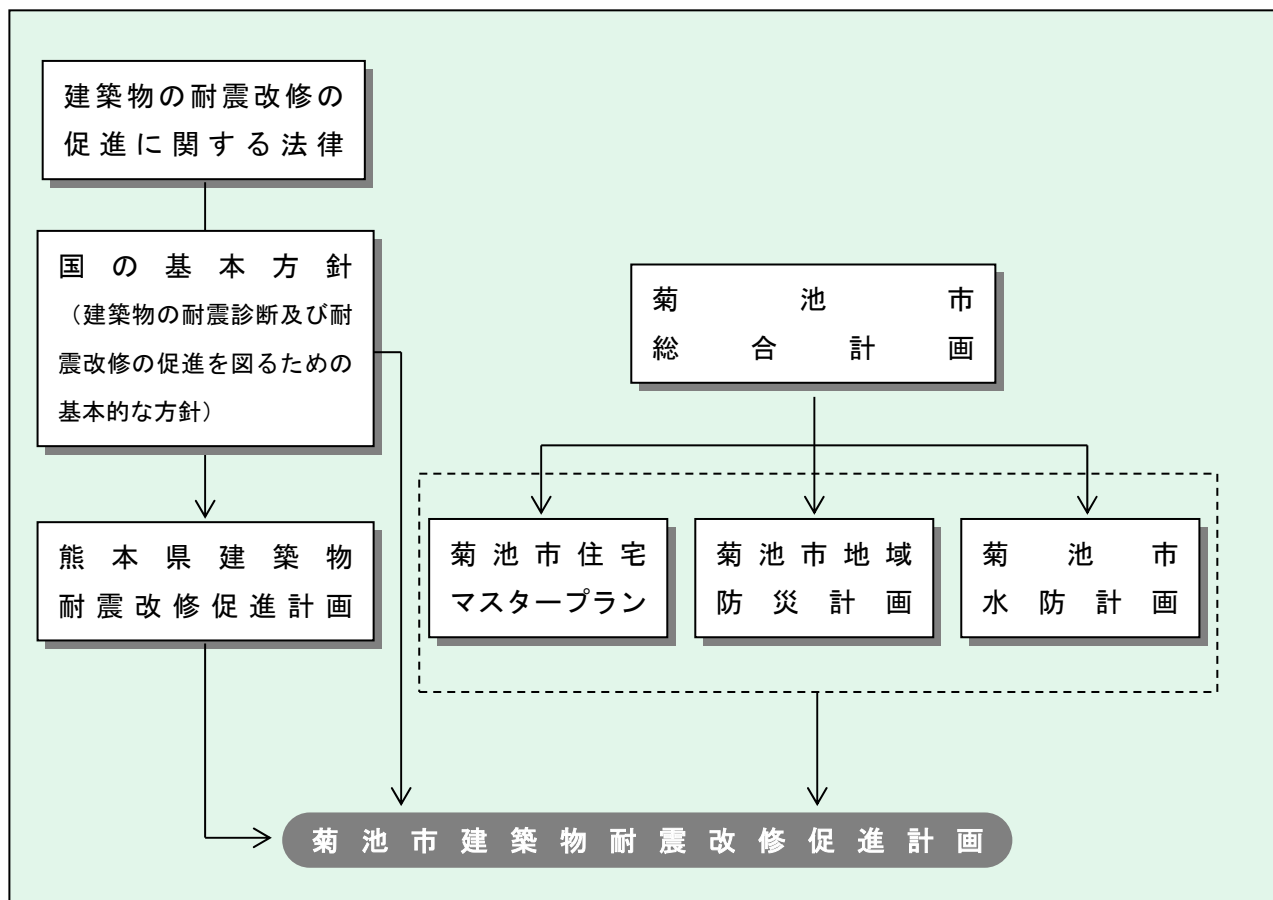 建築物の耐震改修の
促進に関する法律
国の基本方針
（建築物の耐震診断及び耐
震改修の促進を図るための
基本的な方針）
熊本県建築物
耐震改修促進計画
菊池市
総合計画
菊池市住宅
マスタープラン
菊池市地域
防災計画
菊池市
水防計画
菊池市建築物耐震改修促進計画